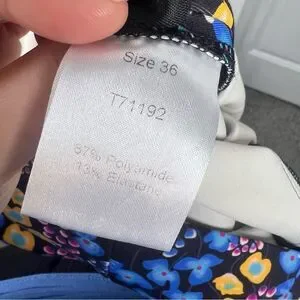 Size 36
T71192
87% Polyamide
13% Elastane